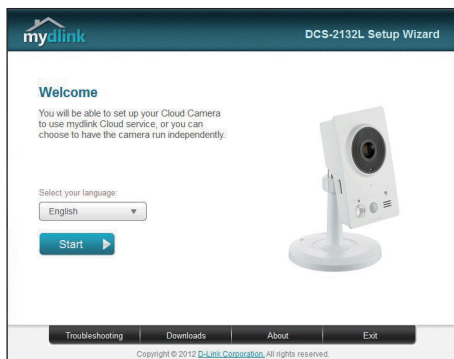 mydlink
DCS-2132L Setup Wizard
Welcome
You will be able to set up your Cloud Camera
to use mydlink Cloud service, or you can
choose to have the camera run independently.
Select your language:
English
Start
Troubleshooting Downloads About Exit
Copyright © 2012 D-Link Corporation. All rights reserved.